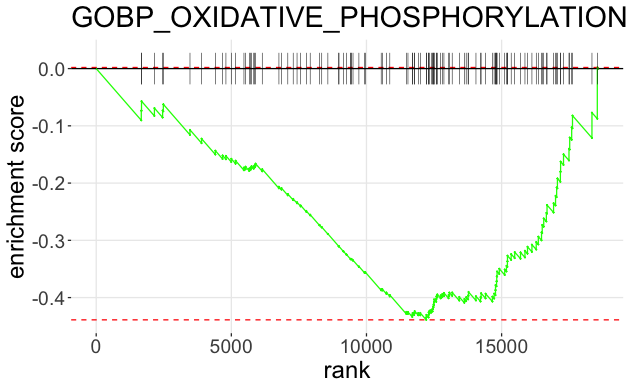 GOBP_OXIDATIVE_PHOSPHORYLATION
0.0
-0.1
-0.2
-0.3
-0.4
enrichment score
0 5000 10000 15000
rank